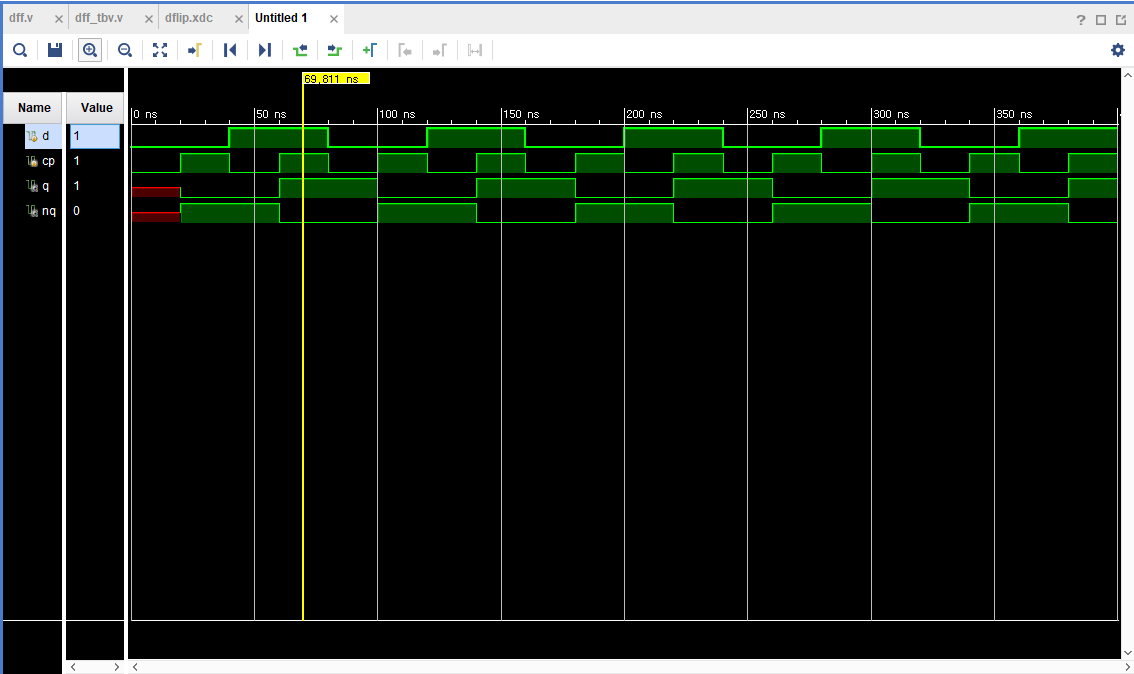 dff.v dff_tbv.v dflip.xdc Untitled 1
69,811 ns
Name Value
0 ns 50 ns 100 ns 150 ns 200 ns 250 ns 300 ns 350 ns
d 1
cp 1
q 1
nq 0